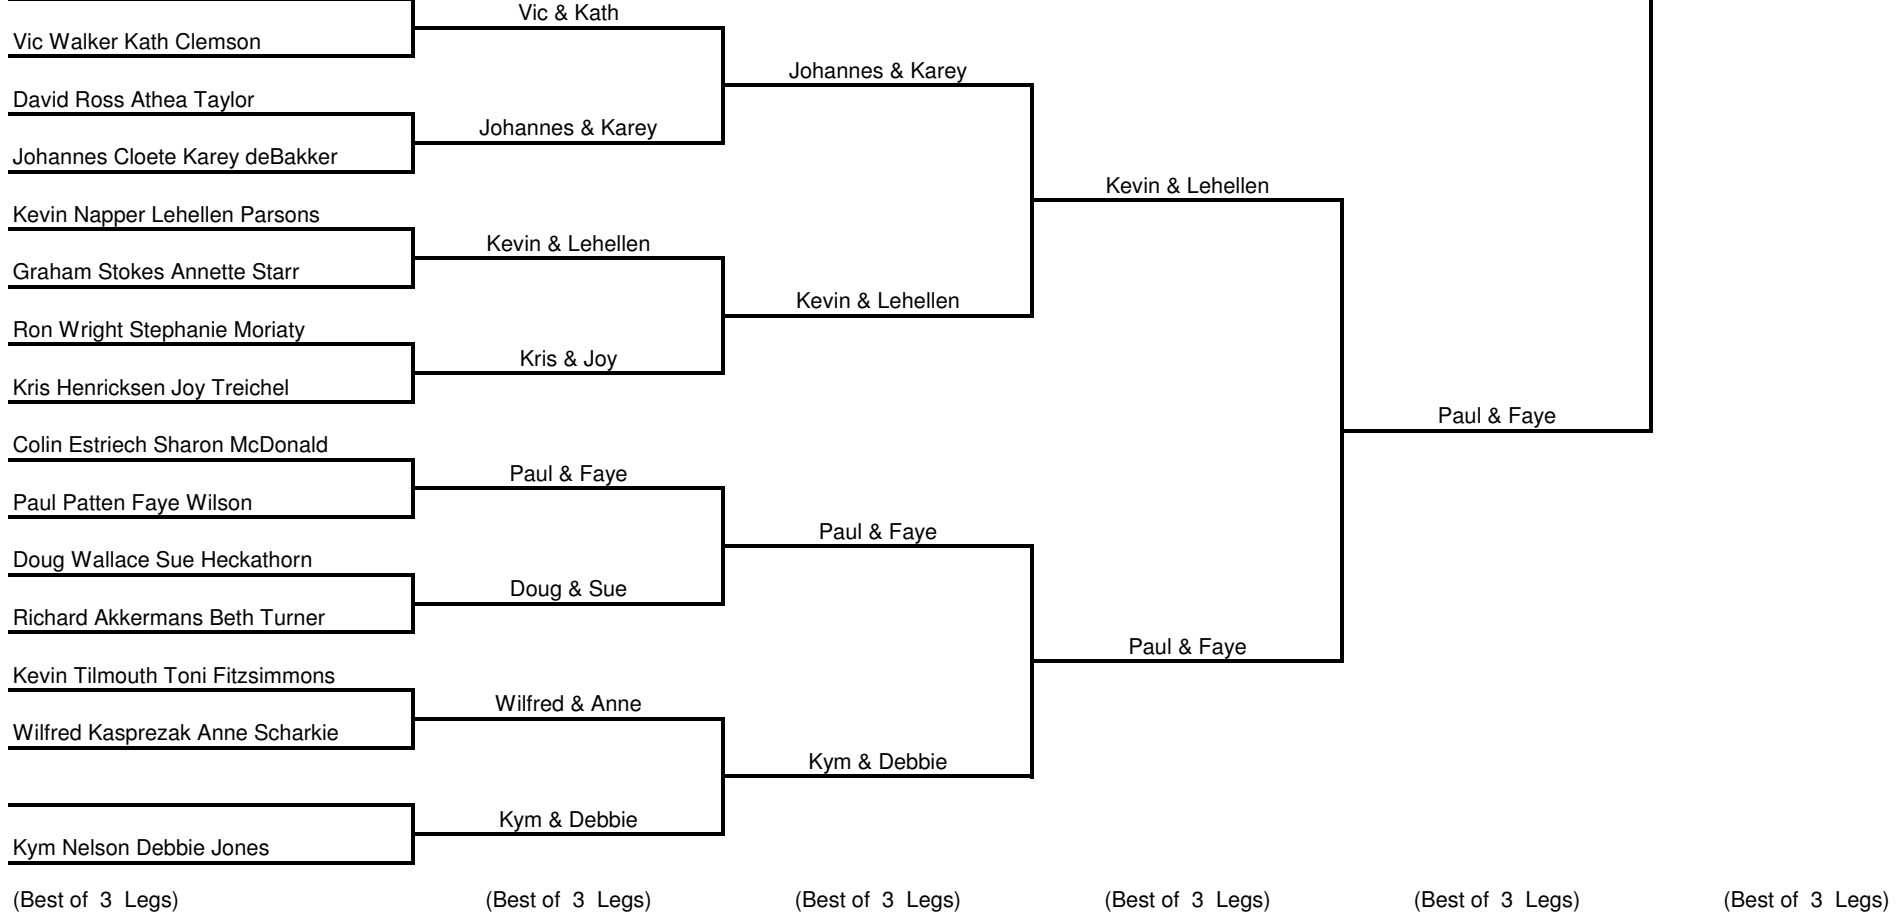 Vic & Kath
Vic Walker Kath Clemson
Johannes & Karey
David Ross Athea Taylor
Johannes & Karey
Johannes Cloete Karey deBakker
Kevin & Lehellen
Kevin Napper Lehellen Parsons
Kevin & Lehellen
Graham Stokes Annette Starr
Kevin & Lehellen
Ron Wright Stephanie Moriaty
Kris & Joy
Kris Henricksen Joy Treichel
Paul & Faye
Colin Estriech Sharon McDonald
Paul & Faye
Paul Patten Faye Wilson
Paul & Faye
Doug Wallace Sue Heckathorn
Doug & Sue
Richard Akkermans Beth Turner
Paul & Faye
Kevin Tilmouth Toni Fitzsimmons
Wilfred & Anne
Wilfred Kasprezak Anne Scharkie
Kym & Debbie
Kym & Debbie
Kym Nelson Debbie Jones
(Best of 3 Legs) (Best of 3 Legs) (Best of 3 Legs) (Best of 3 Legs) (Best of 3 Legs) (Best of 3 Legs)